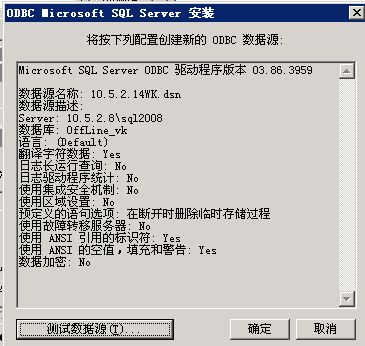 ODBC Microsoft SQL Server 安装
将按下列配置创建新的 ODBC 数据源:
Microsoft SQL Server ODBC 驱动程序版本 03.86.3959
数据源名称: 10.5.2.14WK.dsn
数据源描述:
Server: 10.5.2.8\sql2008
数据库: OffLine_vk
语言: (Default)
翻译字符数据: Yes
日志长运行查询: No
日志驱动程序统计: No
使用集成安全机制: No
使用区域设置: No
预定义的语句选项: 在断开时删除临时存储过程
使用故障转移服务器: No
使用 ANSI 引用的标识符: Yes
使用 ANSI 的空值，填充和警告: Yes
数据加密: No
测试数据源(T)...
确定
取消